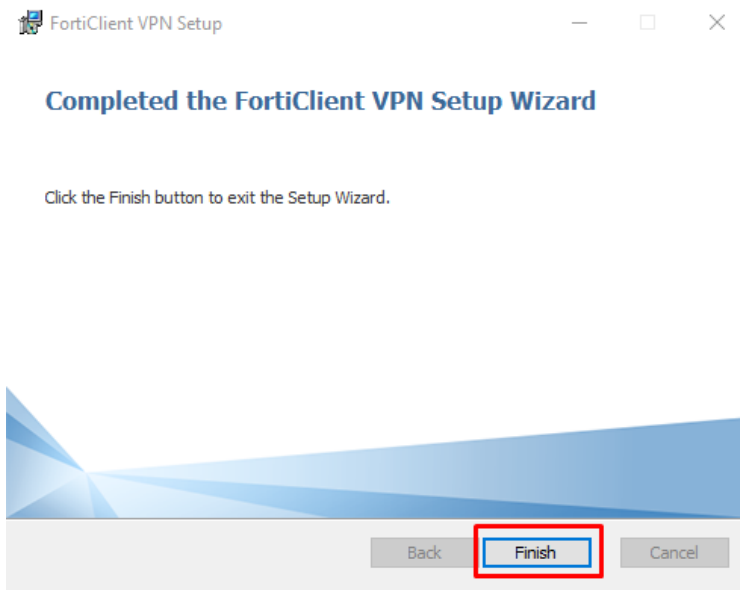 FortiClient VPN Setup
Completed the FortiClient VPN Setup Wizard
Click the Finish button to exit the Setup Wizard.
Back Finish Cancel